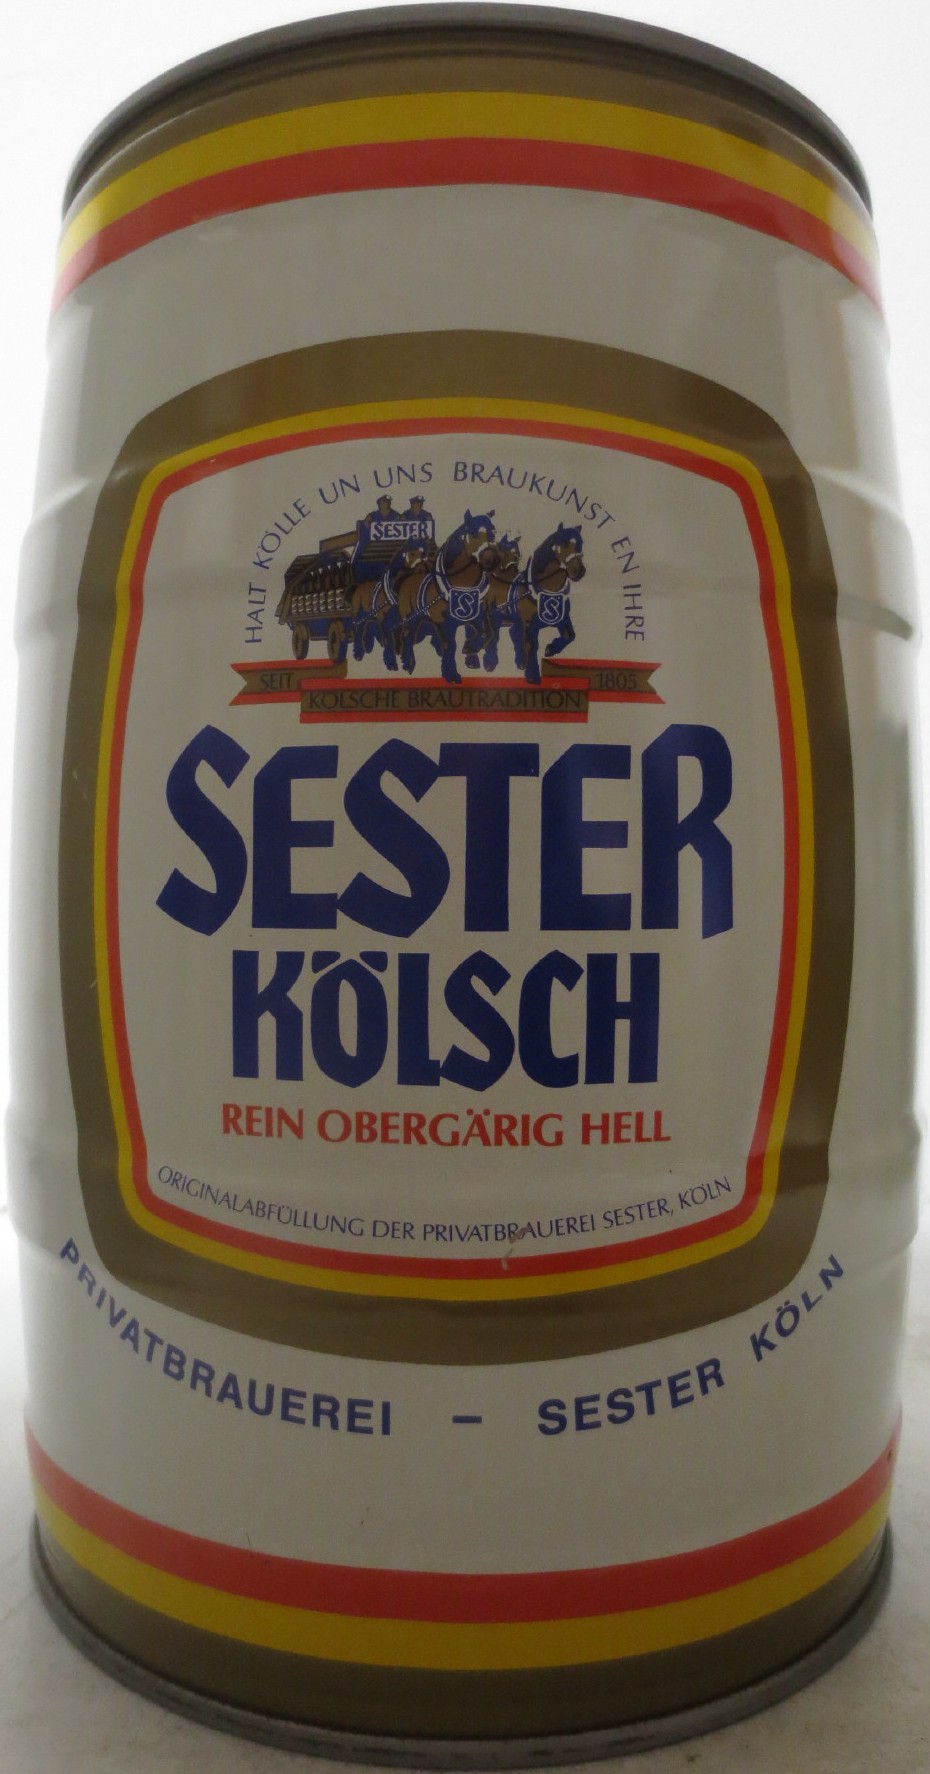 HALT KÖLLE UN UNS BRAUKUNST EN IHRE
SESTER
S S
SEIT 1805
KÖLSCHE BRAUTRADITION
SESTER
KÖLSCH
REIN OBERGÄRIG HELL
ORIGINALABFÜLLUNG DER PRIVATBRAUEREI SESTER, KÖLN
PRIVATBRAUEREI – SESTER KÖLN